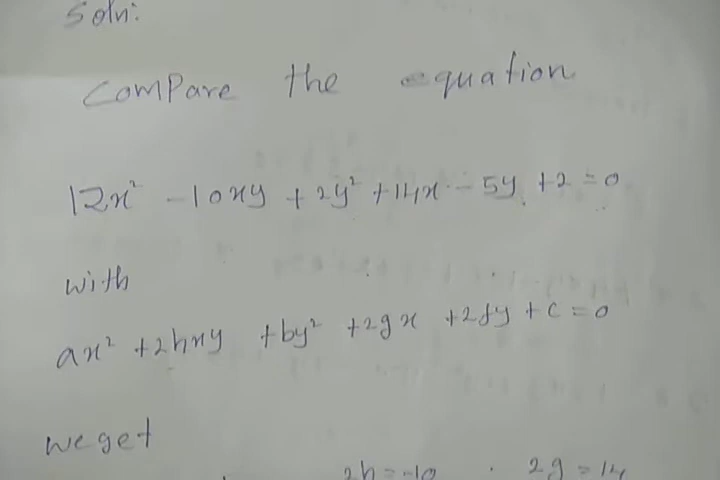 Soln:
Compare the equation
12x² - 10xy + 2y² + 14x - 5y + 2 = 0
with
ax² + 2hxy + by² + 2gx + 2fy + c = 0
we get
2h = -10 2g = 14